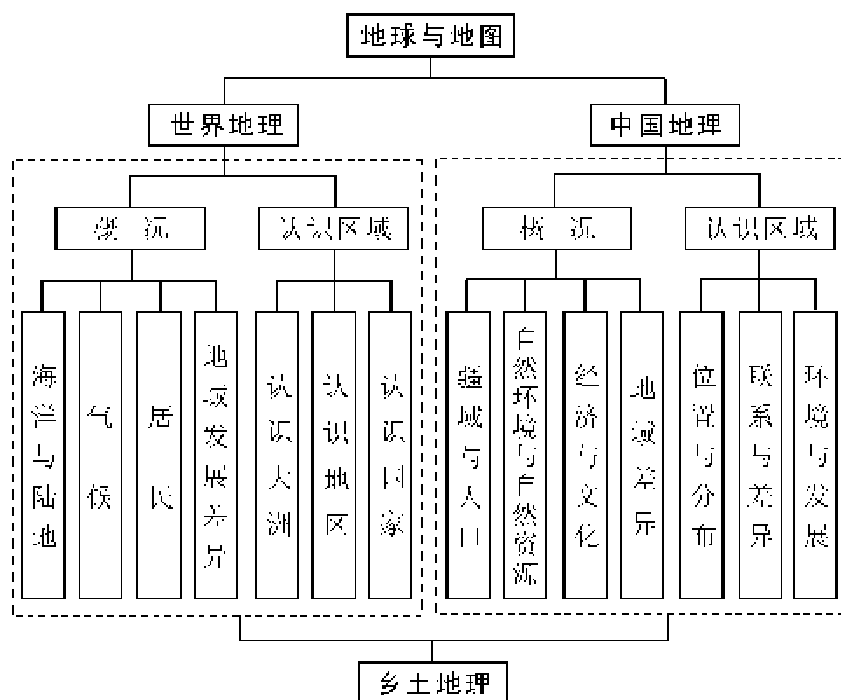 地球与地图
世界地理
中国地理
概况
认识区域
概况
认识区域
海洋与陆地
气候
居民
地域发展差异
认识大洲
认识地区
认识国家
疆域与人口
自然环境与自然资源
经济与文化
地域差异
位置与分布
联系与差异
环境与发展
乡土地理